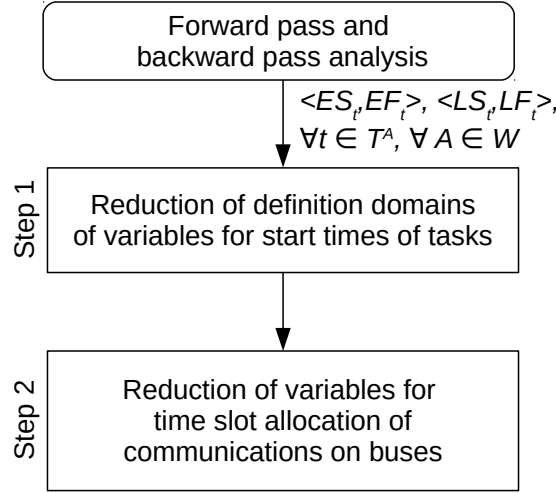 Forward pass and
backward pass analysis
<ES_t,EF_t>, <LS_t,LF_t>,
∀t ∈ T^A, ∀ A ∈ W
Step 1
Reduction of definition domains
of variables for start times of tasks
Step 2
Reduction of variables for
time slot allocation of
communications on buses